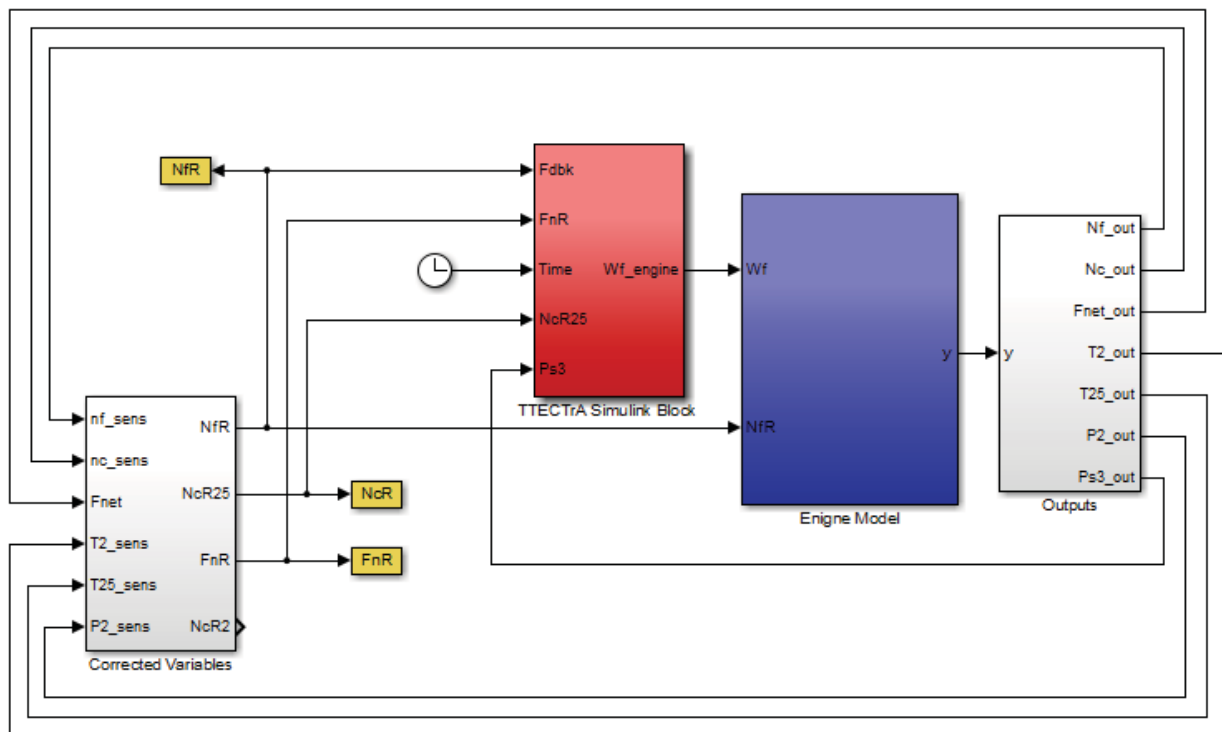 NfR
Fdbk
FnR
Time
NcR25
Ps3
Wf_engine
TTECTrA Simulink Block
Wf
NfR
y
Enigne Model
y
Nf_out
Nc_out
Fnet_out
T2_out
T25_out
P2_out
Ps3_out
Outputs
nf_sens
nc_sens
Fnet
T2_sens
T25_sens
P2_sens
NfR
NcR25
FnR
NcR2
Corrected Variables
NcR
FnR